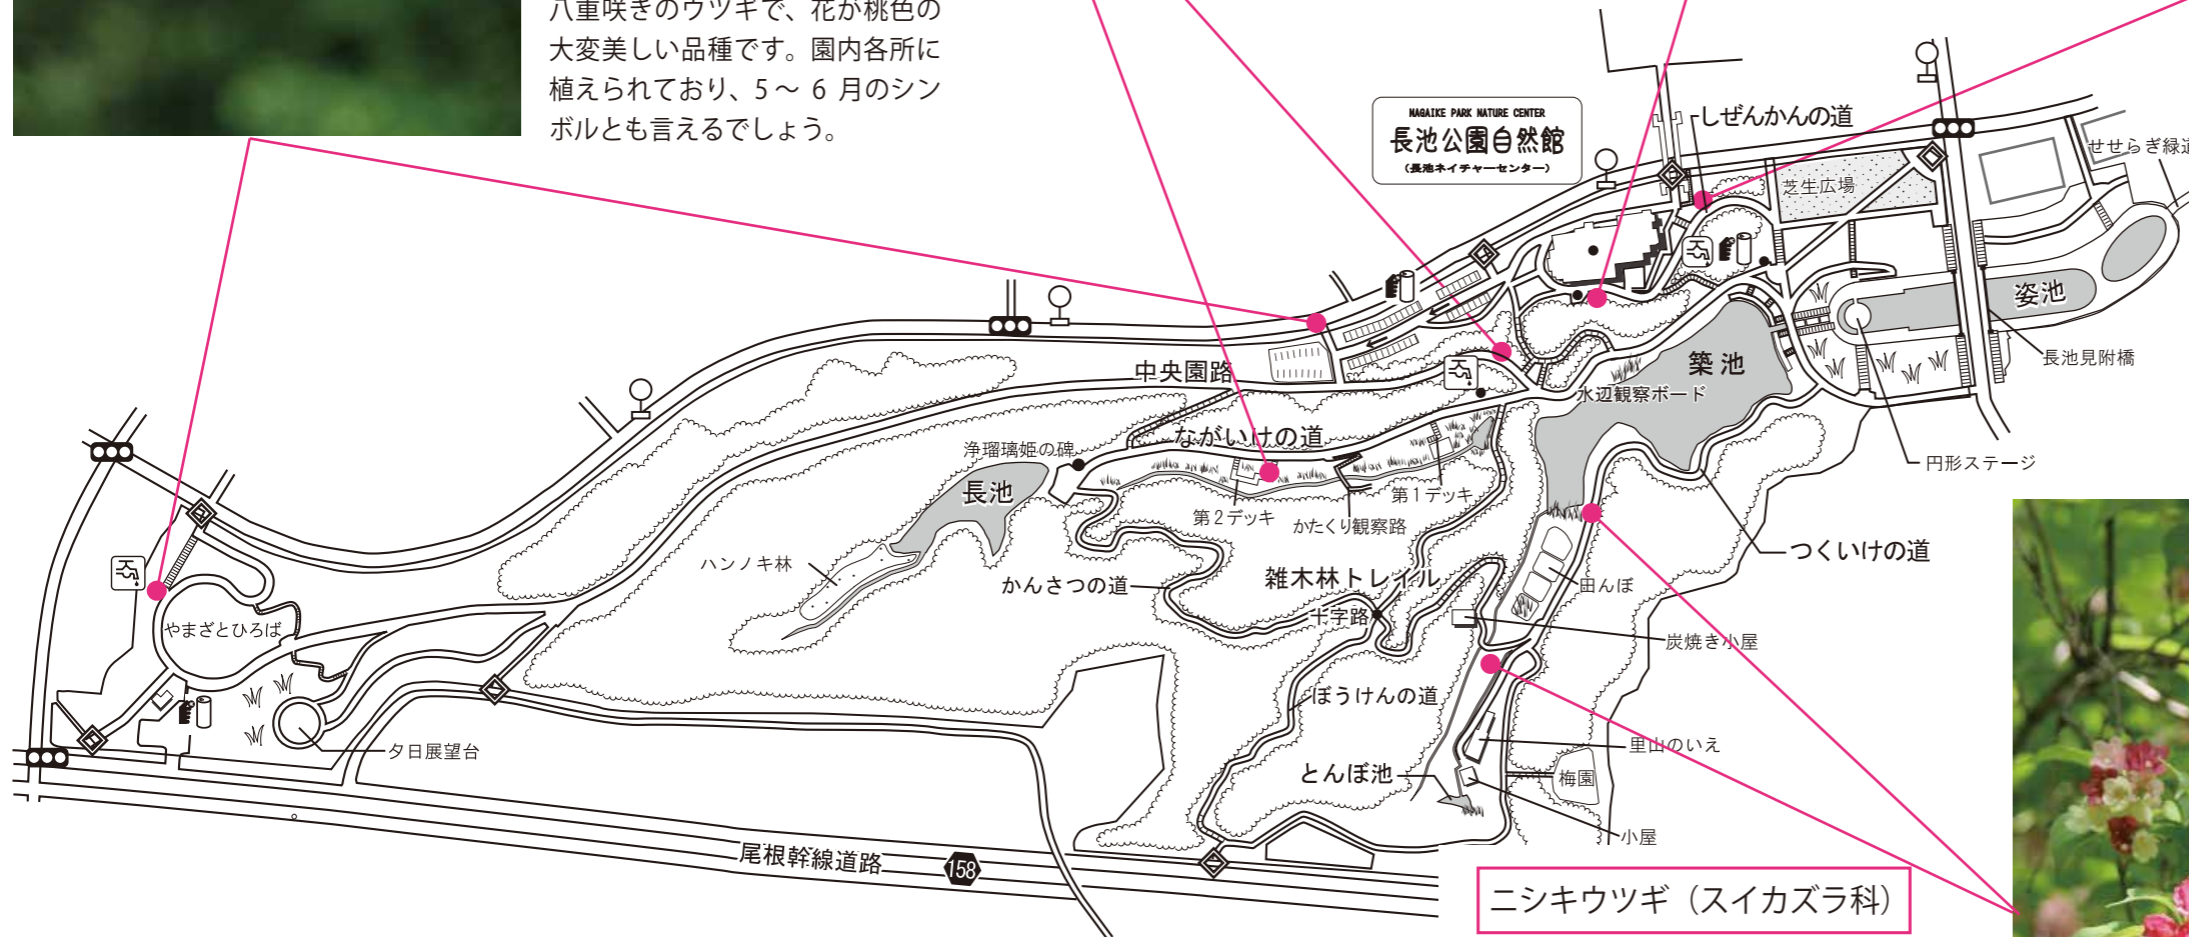 八重咲きのウツギで、花が桃色の
大変美しい品種です。園内各所に
植えられており、5～6月のシン
ボルとも言えるでしょう。
NAGAIKE PARK NATURE CENTER
長池公園自然館
(長池ネイチャーセンター)
しぜんかんの道
せせらぎ緑道
芝生広場
姿池
長池見附橋
築池
中央園路
水辺観察ボード
ながいけの道
浄瑠璃姫の碑
円形ステージ
長池
第1デッキ
第2デッキ
かたくり観察路
つくいけの道
ハンノキ林
かんさつの道
雑木林トレイル
田んぼ
十字路
やまざとひろば
炭焼き小屋
ぼうけんの道
夕日展望台
里山のいえ
とんぼ池
梅園
小屋
尾根幹線道路
158
ニシキウツギ（スイカズラ科）